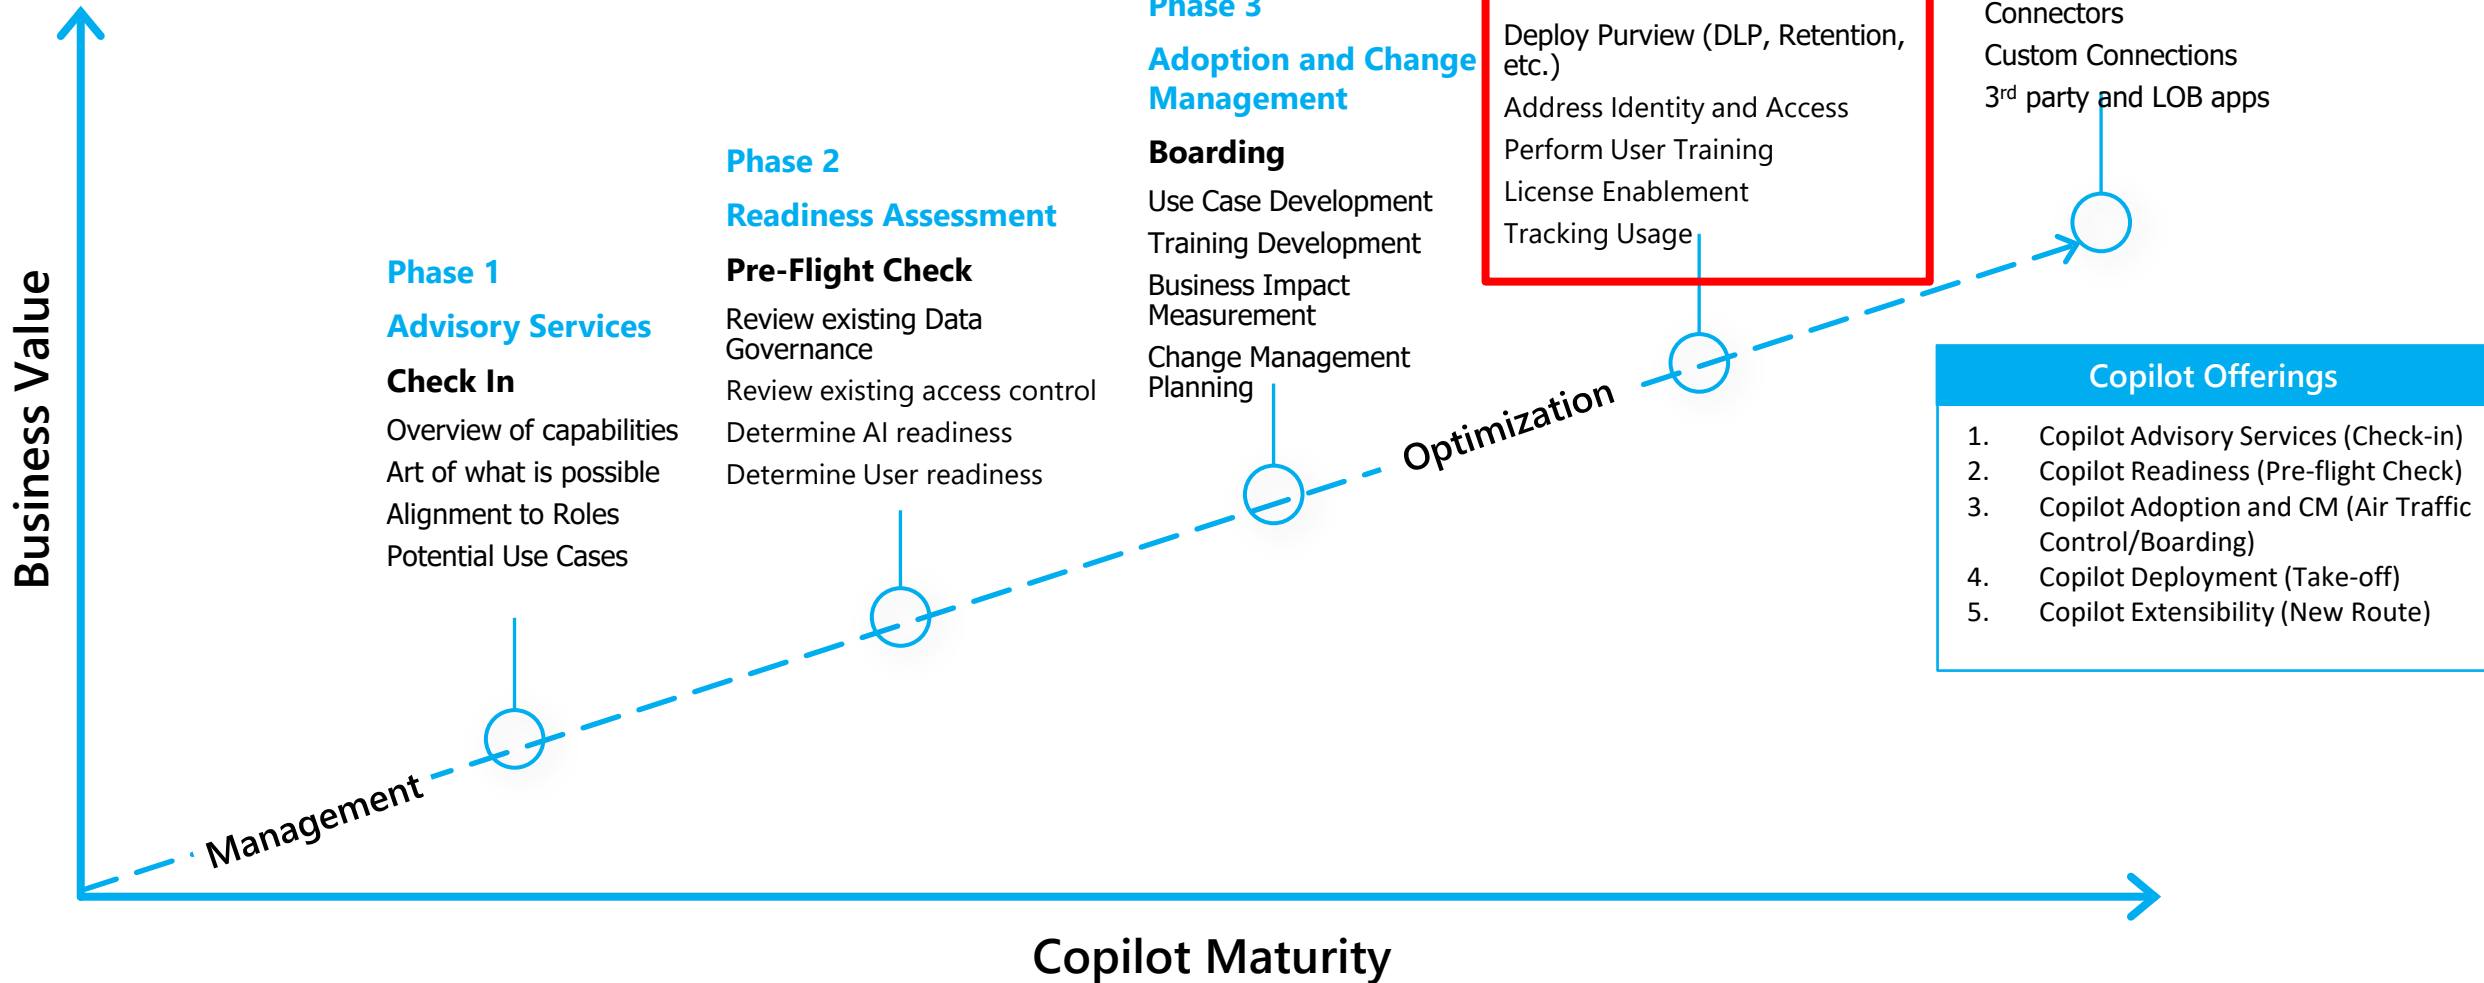 Business Value
Phase 1
Advisory Services
Check In
Overview of capabilities
Art of what is possible
Alignment to Roles
Potential Use Cases
Phase 2
Readiness Assessment
Pre-Flight Check
Review existing Data
Governance
Review existing access control
Determine AI readiness
Determine User readiness
Phase 3
Adoption and Change
Management
Boarding
Use Case Development
Training Development
Business Impact
Measurement
Change Management
Planning
Deploy Purview (DLP, Retention,
etc.)
Address Identity and Access
Perform User Training
License Enablement
Tracking Usage
Connectors
Custom Connections
3rd party and LOB apps
Management
Optimization
Copilot Offerings
1. Copilot Advisory Services (Check-in)
2. Copilot Readiness (Pre-flight Check)
3. Copilot Adoption and CM (Air Traffic
Control/Boarding)
4. Copilot Deployment (Take-off)
5. Copilot Extensibility (New Route)
Copilot Maturity